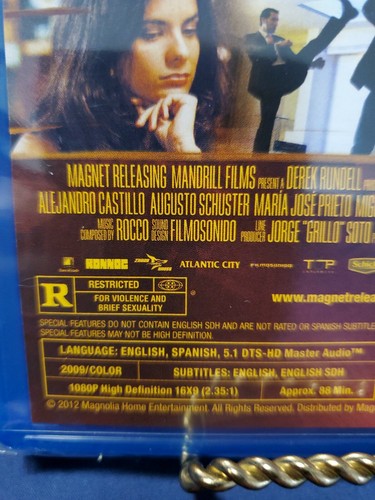 MAGNET RELEASING MANDRILL FILMS PRESENT A DEREK RUNDELL
ALEJANDRO CASTILLO AUGUSTO SCHUSTER MARÍA JOSÉ PRIETO
MUSIC COMPOSED BY ROCCO SOUND DESIGN FILMOSONIDO LINE PRODUCER JORGE "GRILLO" SOTO
KONNOC ATLANTIC CITY FILMOSONIDO
R RESTRICTED
FOR VIOLENCE AND
BRIEF SEXUALITY
®
www.magnetrelea
SPECIAL FEATURES DO NOT CONTAIN ENGLISH SDH AND ARE NOT RATED OR SPANISH SUBTITLE
SPECIAL FEATURES MAY NOT BE HIGH DEFINITION.
LANGUAGE: ENGLISH, SPANISH, 5.1 DTS-HD Master Audio™
2009/COLOR SUBTITLES: ENGLISH, ENGLISH SDH
1080P High Definition 16X9 (2.35:1) Approx. 88 Min.
© 2012 Magnolia Home Entertainment. All Rights Reserved. Distributed by Mag